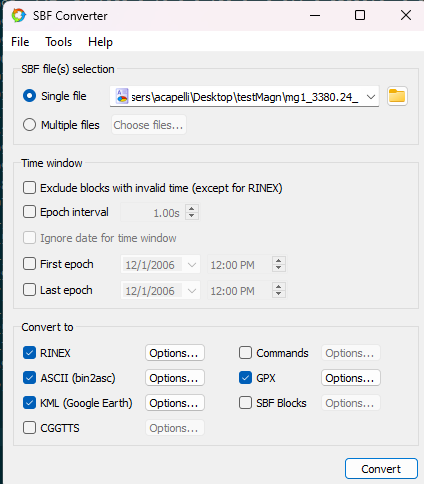 SBF Converter
File Tools Help
SBF file(s) selection
Single file sers\acapelli\Desktop\testMagn\mg1_3380.24_
Multiple files Choose files...
Time window
Exclude blocks with invalid time (except for RINEX)
Epoch interval 1.00s
Ignore date for time window
First epoch 12/1/2006 12:00 PM
Last epoch 12/1/2006 12:00 PM
Convert to
RINEX Options... Commands Options...
ASCII (bin2asc) Options... GPX Options...
KML (Google Earth) Options... SBF Blocks Options...
CGGTTS Options...
Convert